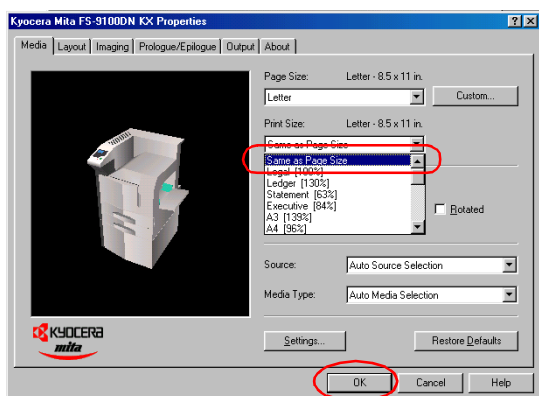 Kyocera Mita FS-9100DN KX Properties
Media Layout Imaging Prologue/Epilogue Output About
Page Size: Letter - 8.5 x 11 in.
Letter Custom...
Print Size: Letter - 8.5 x 11 in.
Same as Page Size
Same as Page Size
Legal [100%]
Ledger [130%]
Statement [63%]
Executive [84%]
A3 [139%]
A4 [96%]
Rotated
Source: Auto Source Selection
Media Type: Auto Media Selection
KYOCERA
mita
Settings... Restore Defaults
OK Cancel Help